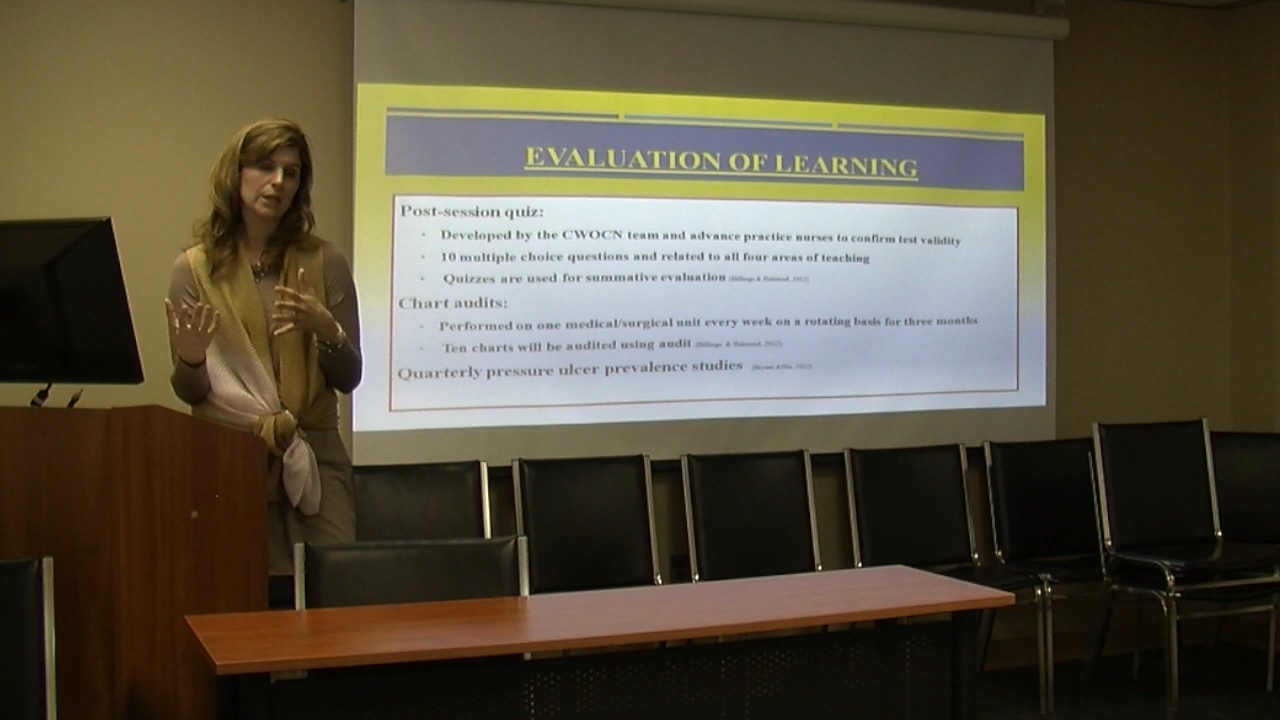 EVALUATION OF LEARNING
Post-session quiz:
Developed by the CWOCN team and advance practice nurses to confirm test validity
10 multiple choice questions and related to all four areas of teaching
Quizzes are used for summative evaluation
Chart audits:
Performed on one medical/surgical unit every week on a rotating basis for three months
Ten charts will be audited using audit
Quarterly pressure ulcer prevalence studies